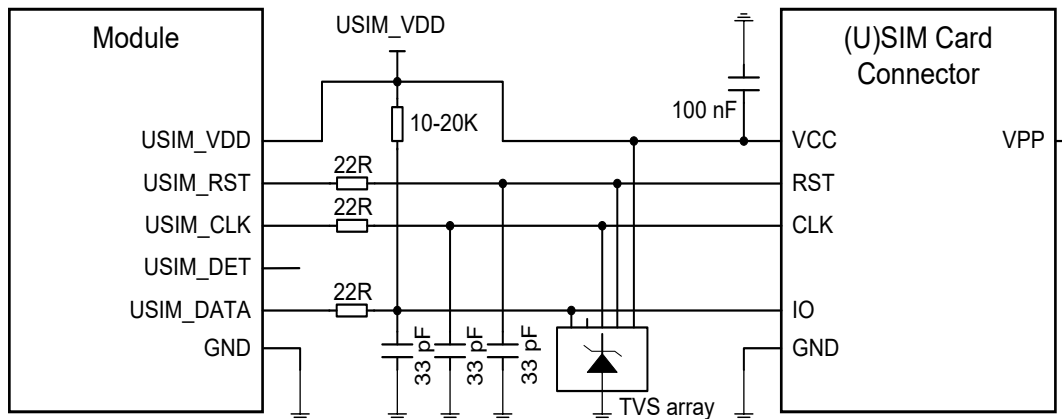 Module
USIM_VDD
(U)SIM Card
Connector
100 nF
10-20K
USIM_VDD
VCC
VPP
22R
USIM_RST
RST
22R
USIM_CLK
CLK
USIM_DET
22R
USIM_DATA
IO
GND
33 pF
33 pF
33 pF
GND
TVS array